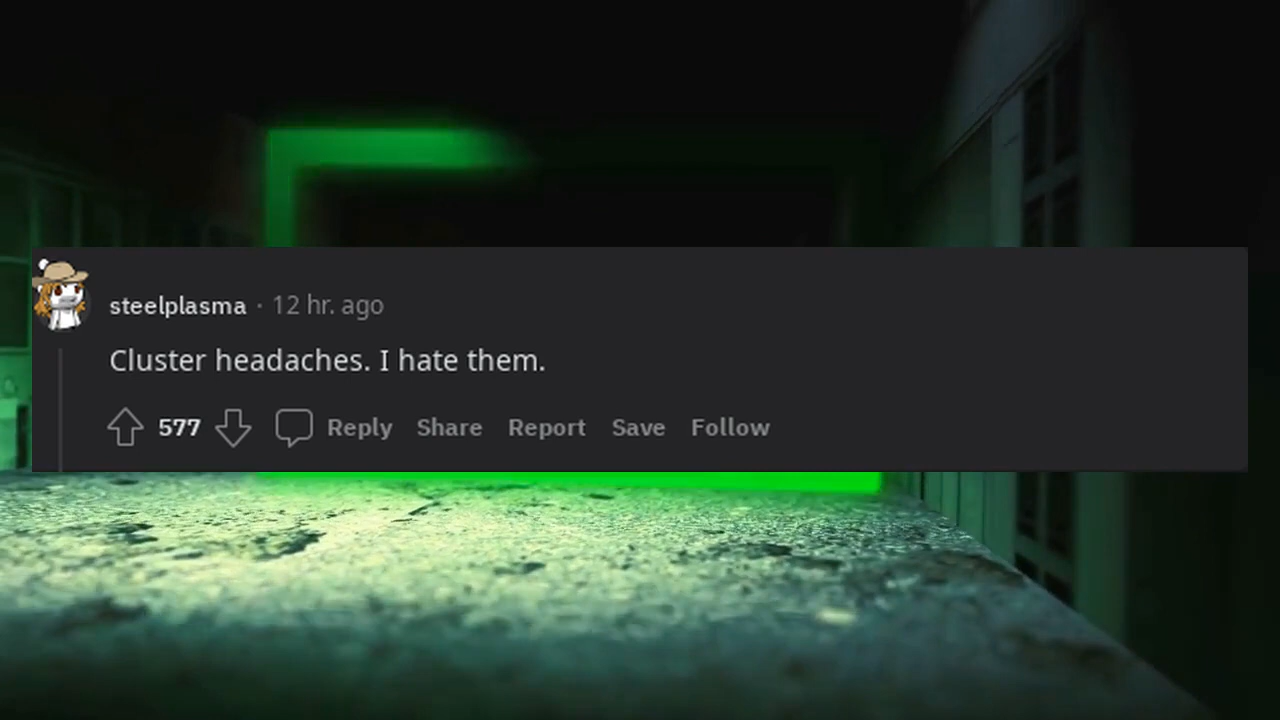 steelplasma · 12 hr. ago
Cluster headaches. I hate them.
577 Reply Share Report Save Follow